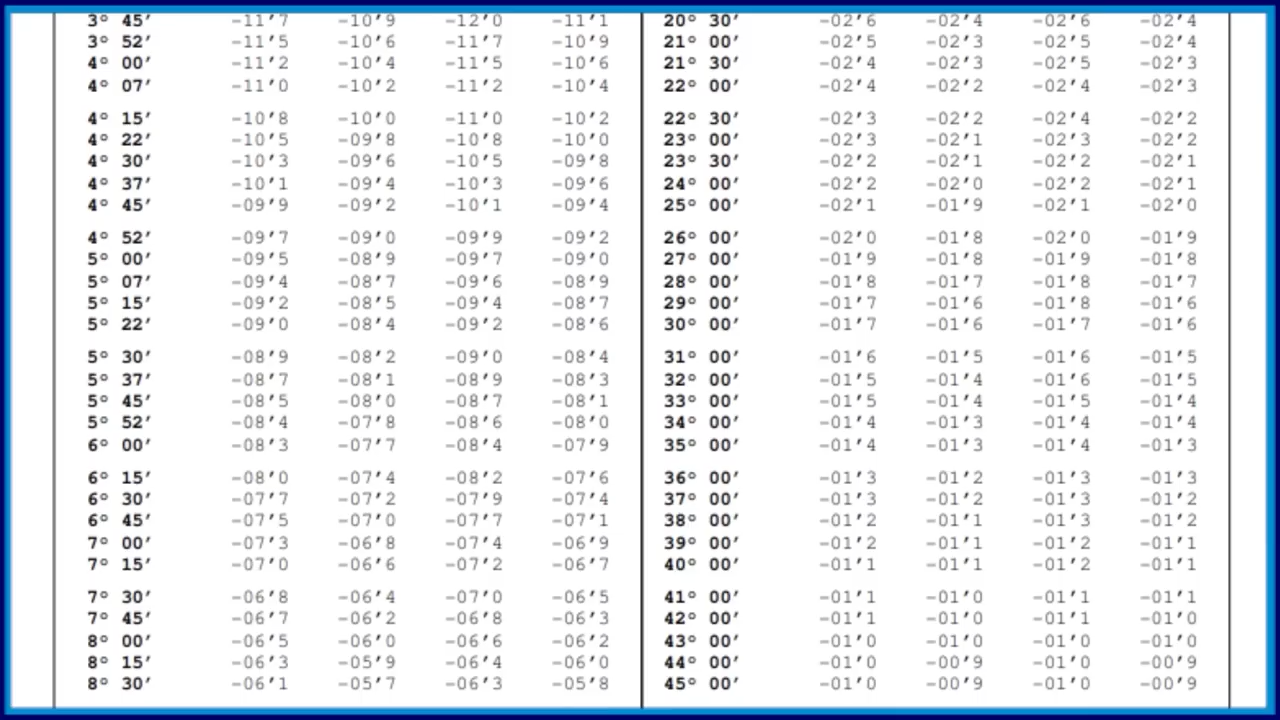 3° 45′ -11′7 -10′9 -12′0 -11′1
3° 52′ -11′5 -10′6 -11′7 -10′9
4° 00′ -11′2 -10′4 -11′5 -10′6
4° 07′ -11′0 -10′2 -11′2 -10′4
4° 15′ -10′8 -10′0 -11′0 -10′2
4° 22′ -10′5 -09′8 -10′8 -10′0
4° 30′ -10′3 -09′6 -10′5 -09′8
4° 37′ -10′1 -09′4 -10′3 -09′6
4° 45′ -09′9 -09′2 -10′1 -09′4
4° 52′ -09′7 -09′0 -09′9 -09′2
5° 00′ -09′5 -08′9 -09′7 -09′0
5° 07′ -09′4 -08′7 -09′6 -08′9
5° 15′ -09′2 -08′5 -09′4 -08′7
5° 22′ -09′0 -08′4 -09′2 -08′6
5° 30′ -08′9 -08′2 -09′0 -08′4
5° 37′ -08′7 -08′1 -08′9 -08′3
5° 45′ -08′5 -08′0 -08′7 -08′1
5° 52′ -08′4 -07′8 -08′6 -08′0
6° 00′ -08′3 -07′7 -08′4 -07′9
6° 15′ -08′0 -07′4 -08′2 -07′6
6° 30′ -07′7 -07′2 -07′9 -07′4
6° 45′ -07′5 -07′0 -07′7 -07′1
7° 00′ -07′3 -06′8 -07′4 -06′9
7° 15′ -07′0 -06′6 -07′2 -06′7
7° 30′ -06′8 -06′4 -07′0 -06′5
7° 45′ -06′7 -06′2 -06′8 -06′3
8° 00′ -06′5 -06′0 -06′6 -06′2
8° 15′ -06′3 -05′9 -06′4 -06′0
8° 30′ -06′1 -05′7 -06′3 -05′8
20° 30′ -02′6 -02′4 -02′6 -02′4
21° 00′ -02′5 -02′3 -02′5 -02′4
21° 30′ -02′4 -02′3 -02′5 -02′3
22° 00′ -02′4 -02′2 -02′4 -02′3
22° 30′ -02′3 -02′2 -02′4 -02′2
23° 00′ -02′3 -02′1 -02′3 -02′2
23° 30′ -02′2 -02′1 -02′2 -02′1
24° 00′ -02′2 -02′0 -02′2 -02′1
25° 00′ -02′1 -01′9 -02′1 -02′0
26° 00′ -02′0 -01′8 -02′0 -01′9
27° 00′ -01′9 -01′8 -01′9 -01′8
28° 00′ -01′8 -01′7 -01′8 -01′7
29° 00′ -01′7 -01′6 -01′8 -01′6
30° 00′ -01′7 -01′6 -01′7 -01′6
31° 00′ -01′6 -01′5 -01′6 -01′5
32° 00′ -01′5 -01′4 -01′6 -01′5
33° 00′ -01′5 -01′4 -01′5 -01′4
34° 00′ -01′4 -01′3 -01′4 -01′4
35° 00′ -01′4 -01′3 -01′4 -01′3
36° 00′ -01′3 -01′2 -01′3 -01′3
37° 00′ -01′3 -01′2 -01′3 -01′2
38° 00′ -01′2 -01′1 -01′3 -01′2
39° 00′ -01′2 -01′1 -01′2 -01′1
40° 00′ -01′1 -01′1 -01′2 -01′1
41° 00′ -01′1 -01′0 -01′1 -01′1
42° 00′ -01′1 -01′0 -01′1 -01′0
43° 00′ -01′0 -01′0 -01′0 -01′0
44° 00′ -01′0 -00′9 -01′0 -00′9
45° 00′ -01′0 -00′9 -01′0 -00′9